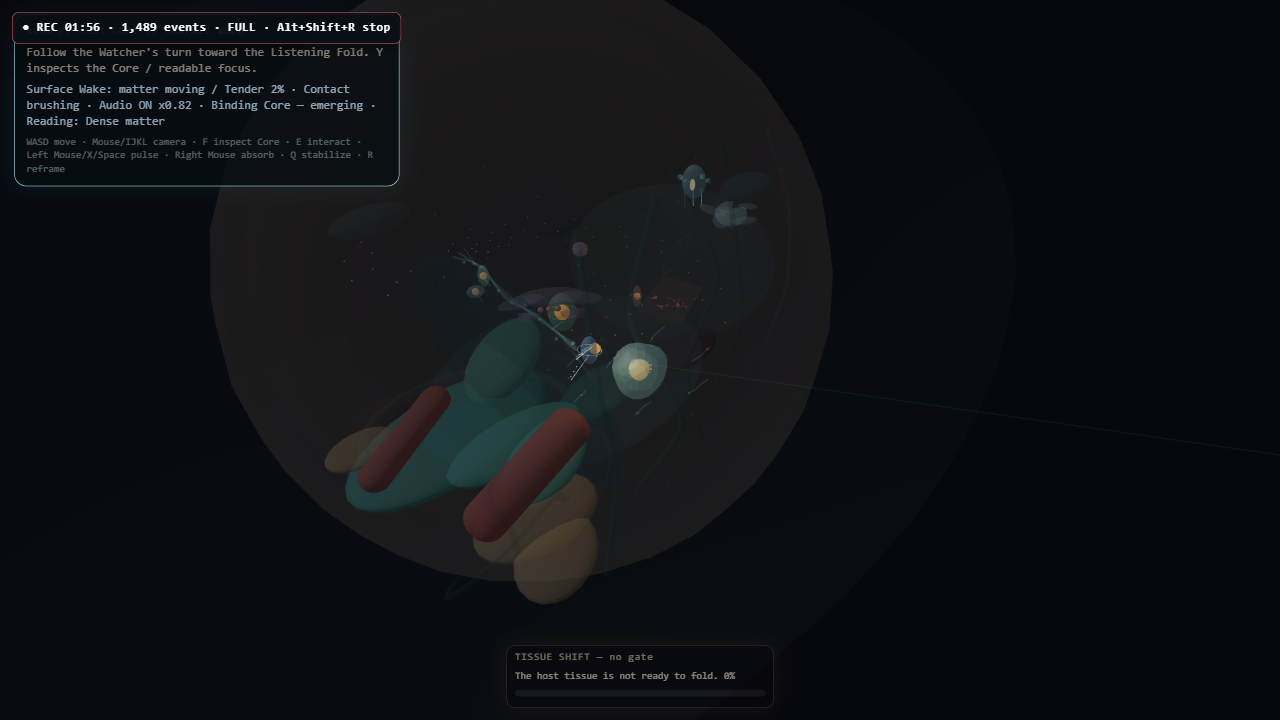 ● REC 01:56 · 1,489 events · FULL · Alt+Shift+R stop
Follow the Watcher's turn toward the Listening Fold. Y
inspects the Core / readable focus.
Surface Wake: matter moving / Tender 2% · Contact
brushing · Audio ON x0.82 · Binding Core — emerging ·
Reading: Dense matter
WASD move · Mouse/IJKL camera · F inspect Core · E interact ·
Left Mouse/X/Space pulse · Right Mouse absorb · Q stabilize · R
reframe
TISSUE SHIFT — no gate
The host tissue is not ready to fold. 0%